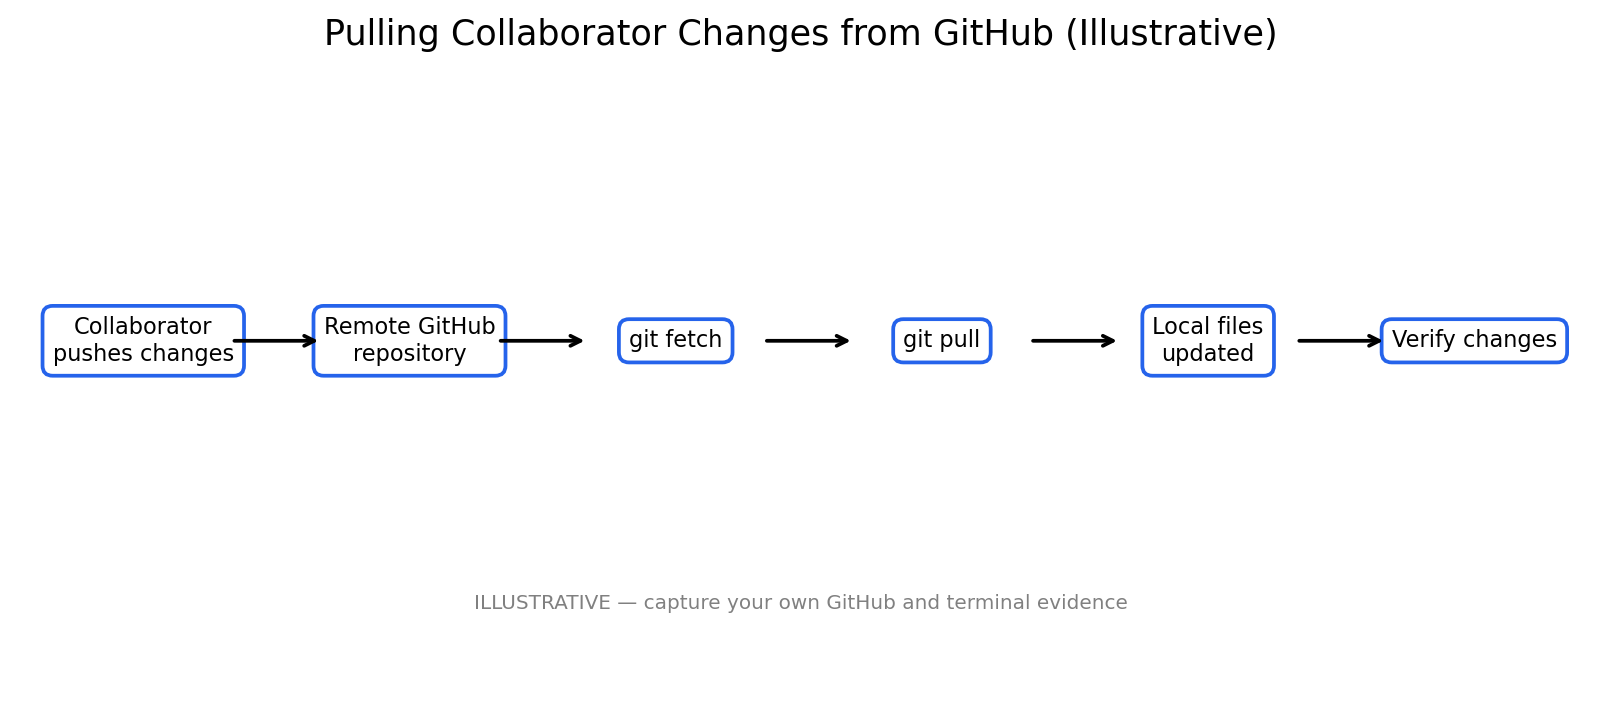 Pulling Collaborator Changes from GitHub (Illustrative)
Collaborator
pushes changes
Remote GitHub
repository
git fetch
git pull
Local files
updated
Verify changes
ILLUSTRATIVE — capture your own GitHub and terminal evidence